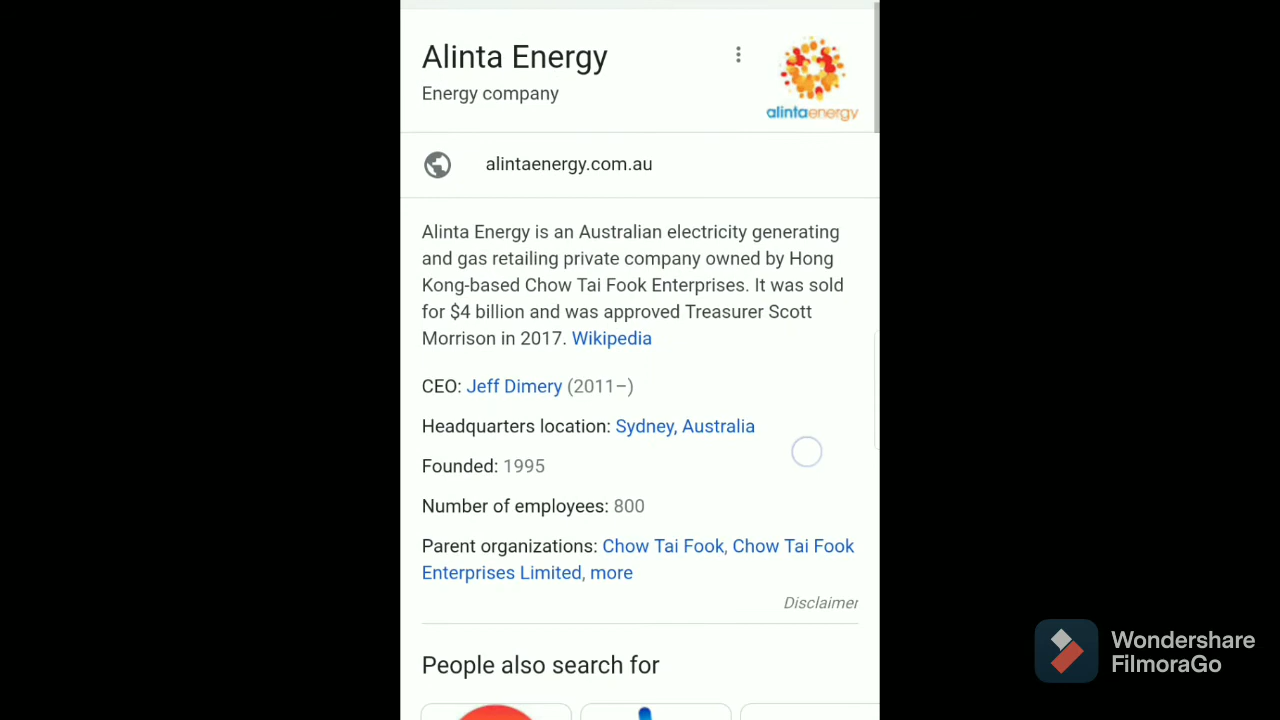 Alinta Energy
Energy company
alintaenergy
alintaenergy.com.au
Alinta Energy is an Australian electricity generating
and gas retailing private company owned by Hong
Kong-based Chow Tai Fook Enterprises. It was sold
for $4 billion and was approved Treasurer Scott
Morrison in 2017. Wikipedia
CEO: Jeff Dimery (2011–)
Headquarters location: Sydney, Australia
Founded: 1995
Number of employees: 800
Parent organizations: Chow Tai Fook, Chow Tai Fook
Enterprises Limited, more
Disclaimer
People also search for
Wondershare
FilmoraGo